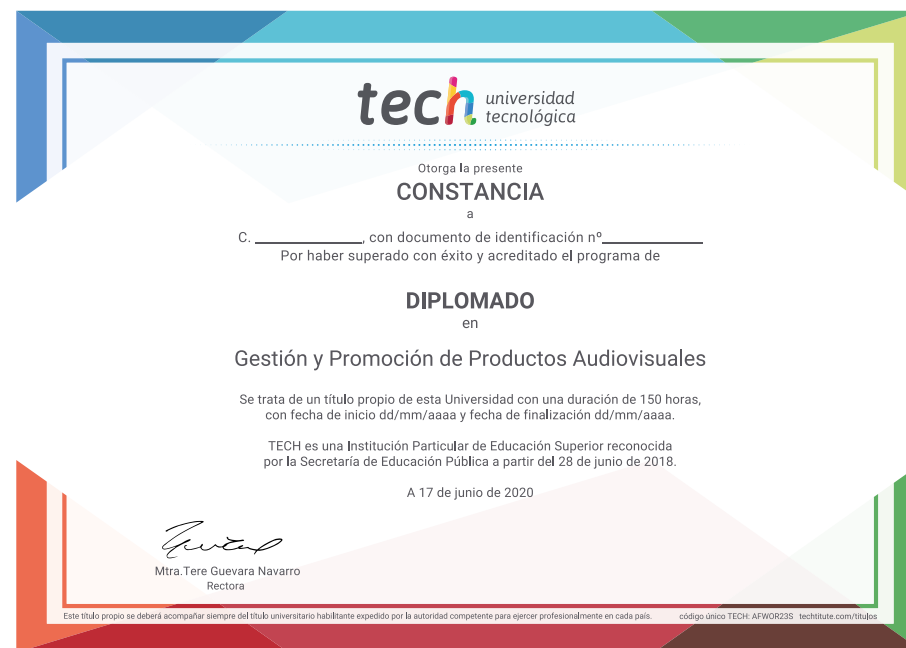 tech universidad
tecnológica
Otorga la presente
CONSTANCIA
a
C. ____________, con documento de identificación nº____________
Por haber superado con éxito y acreditado el programa de
DIPLOMADO
en
Gestión y Promoción de Productos Audiovisuales
Se trata de un título propio de esta Universidad con una duración de 150 horas,
con fecha de inicio dd/mm/aaaa y fecha de finalización dd/mm/aaaa.
TECH es una Institución Particular de Educación Superior reconocida
por la Secretaría de Educación Pública a partir del 28 de junio de 2018.
A 17 de junio de 2020
Mtra.Tere Guevara Navarro
Rectora
Este título propio se deberá acompañar siempre del título universitario habilitante expedido por la autoridad competente para ejercer profesionalmente en cada país. código único TECH: AFWOR23S techtitute.com/titulos